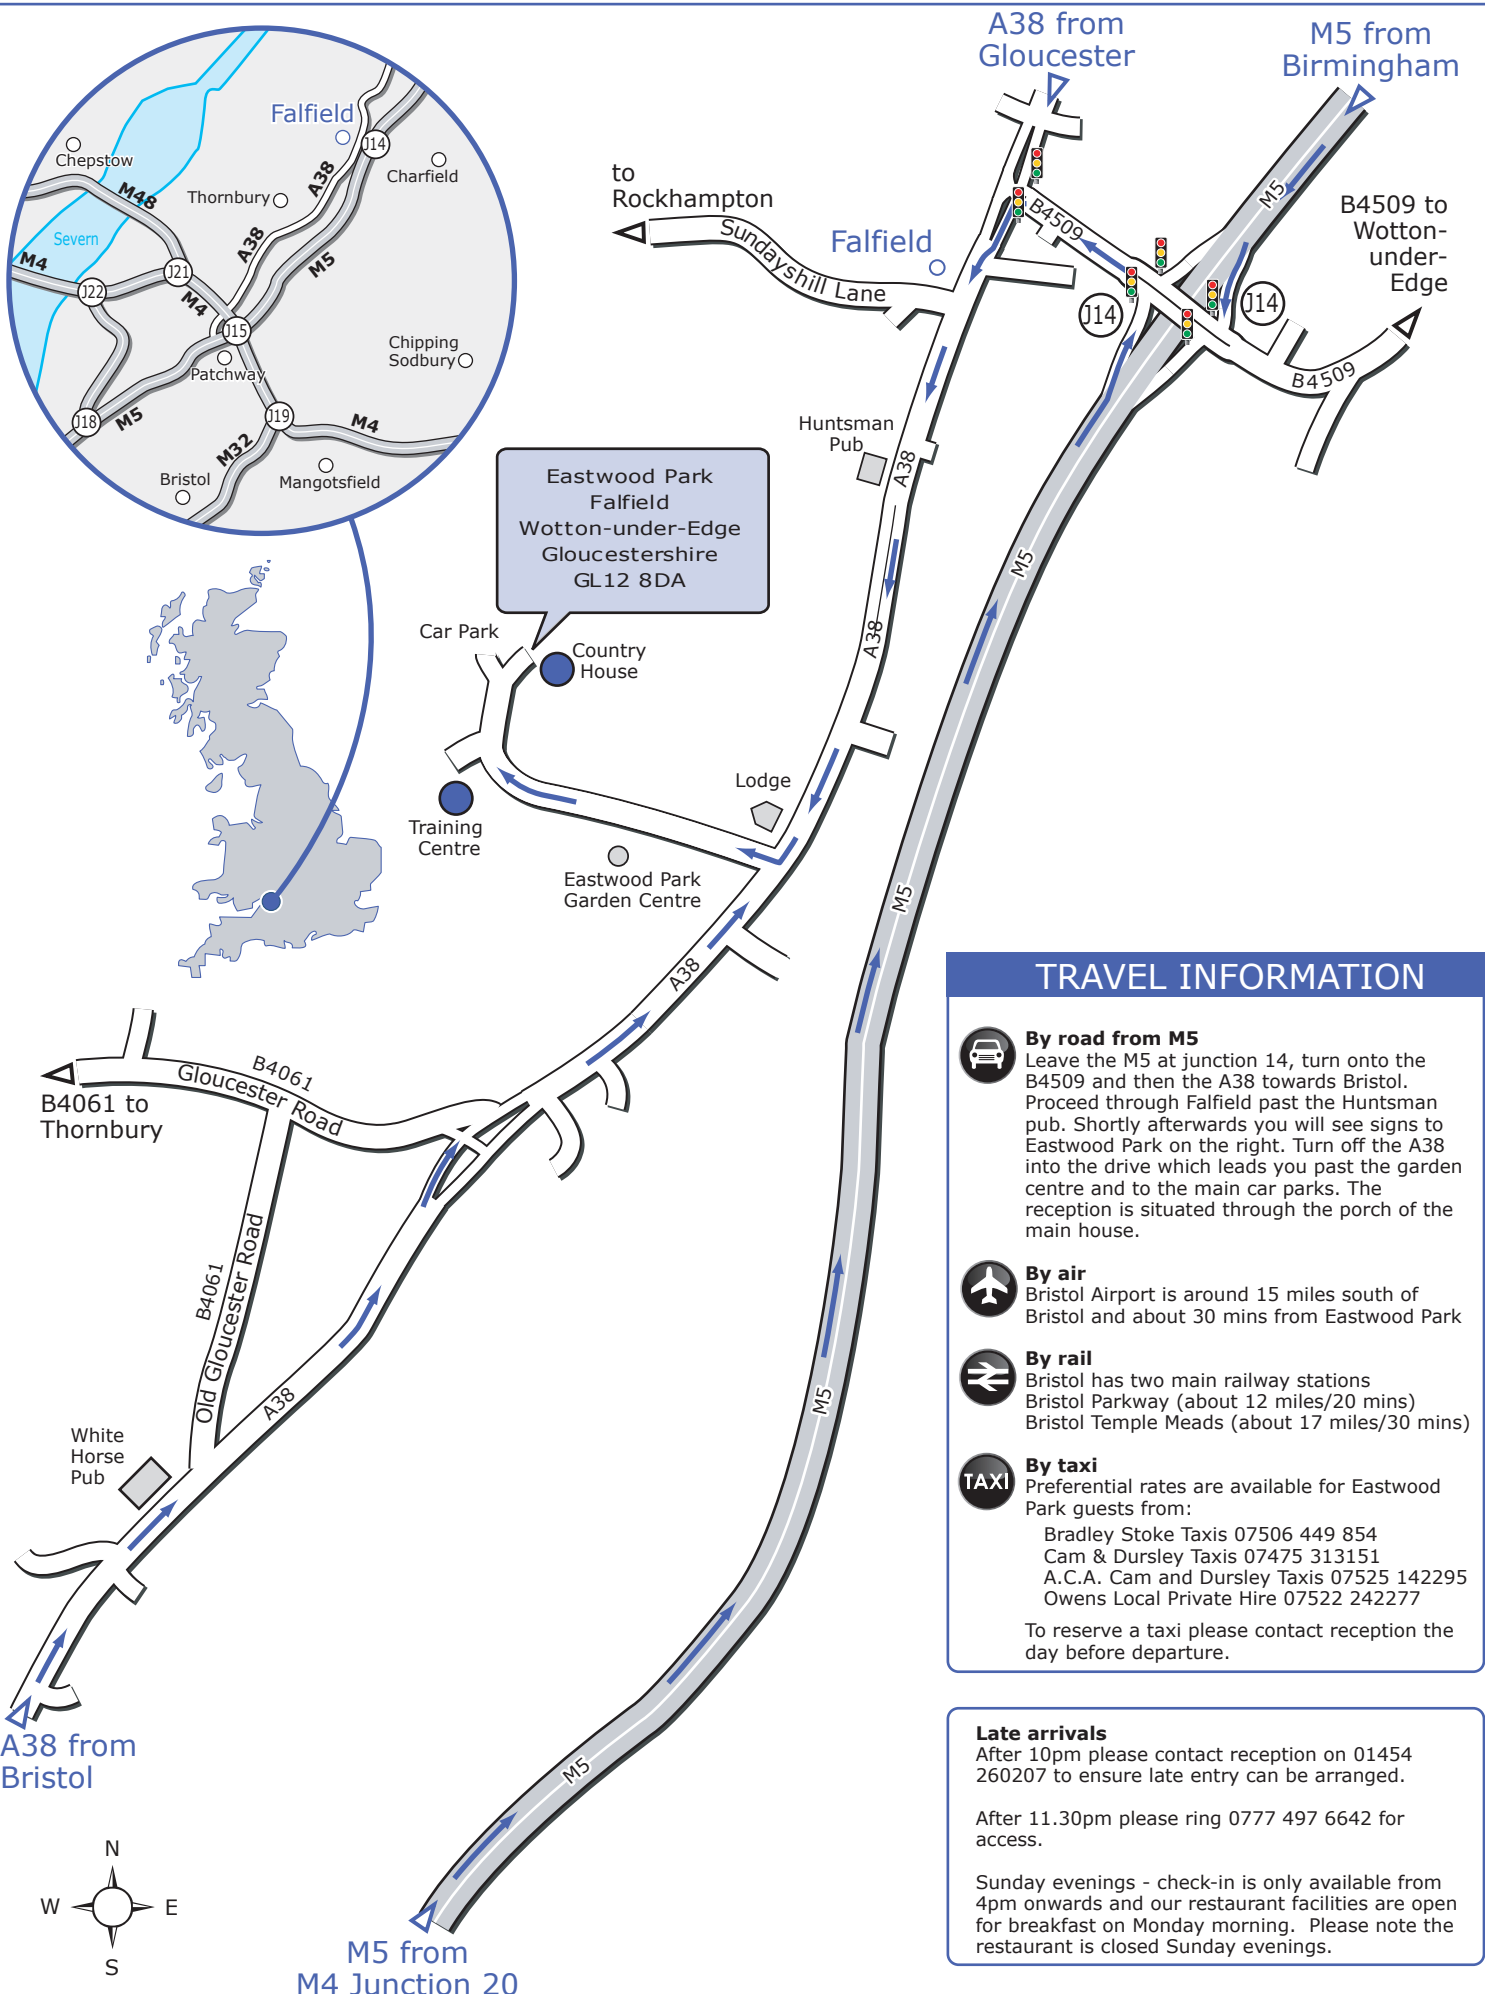 A38 from
Gloucester
M5 from
Birmingham
Falfield
J14
Chepstow
Charfield
M48
A38
Thornbury
Severn
A38
M5
M4
J21
J22
M4
J15
Chipping
Sodbury
Patchway
J18
M5
J19
M4
M32
Bristol
Mangotsfield
to
Rockhampton
Sundayshill Lane
Falfield
B4509
M5
B4509 to
Wotton-
under-
Edge
J14
J14
B4509
Huntsman
Pub
A38
Eastwood Park
Falfield
Wotton-under-Edge
Gloucestershire
GL12 8DA
M5
Car Park
Country
House
A38
Lodge
Training
Centre
Eastwood Park
Garden Centre
M5
A38
B4061 to
Thornbury
B4061
Gloucester Road
B4061
Old Gloucester Road
A38
M5
White
Horse
Pub
A38 from
Bristol
M5
N
W
E
S
M5 from
M4 Junction 20
TRAVEL INFORMATION
By road from M5
Leave the M5 at junction 14, turn onto the
B4509 and then the A38 towards Bristol.
Proceed through Falfield past the Huntsman
pub. Shortly afterwards you will see signs to
Eastwood Park on the right. Turn off the A38
into the drive which leads you past the garden
centre and to the main car parks. The
reception is situated through the porch of the
main house.
By air
Bristol Airport is around 15 miles south of
Bristol and about 30 mins from Eastwood Park
By rail
Bristol has two main railway stations
Bristol Parkway (about 12 miles/20 mins)
Bristol Temple Meads (about 17 miles/30 mins)
TAXI
By taxi
Preferential rates are available for Eastwood
Park guests from:
Bradley Stoke Taxis 07506 449 854
Cam & Dursley Taxis 07475 313151
A.C.A. Cam and Dursley Taxis 07525 142295
Owens Local Private Hire 07522 242277
To reserve a taxi please contact reception the
day before departure.
Late arrivals
After 10pm please contact reception on 01454
260207 to ensure late entry can be arranged.
After 11.30pm please ring 0777 497 6642 for
access.
Sunday evenings - check-in is only available from
4pm onwards and our restaurant facilities are open
for breakfast on Monday morning. Please note the
restaurant is closed Sunday evenings.